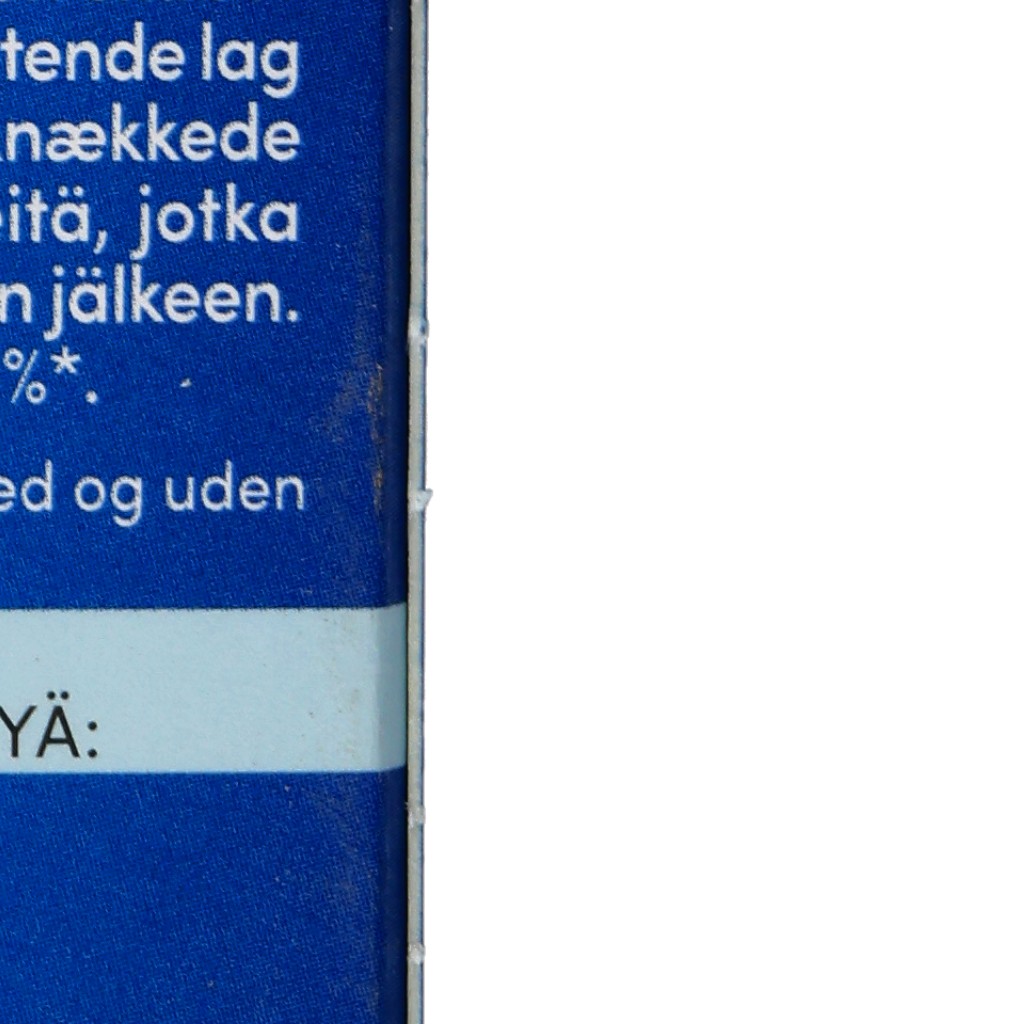 tende lag
nækkede
itä, jotka
n jälkeen.
%*.
ed og uden
YÄ: